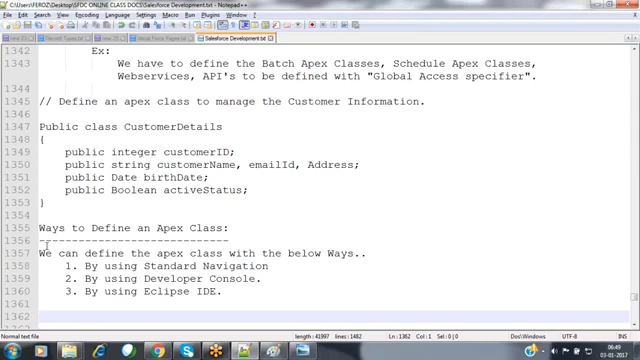 C:\Users\FEROZ\Desktop\SFDC ONLINE CLASS DOCS\Salesforce Development.txt - Notepad++
File Edit Search View Encoding Language Settings Macro Run Plugins Window ?
Salesforce Development.txt
1342 Ex:
1343 We have to define the Batch Apex Classes, Schedule Apex Classes,
Webservices, API's to be defined with "Global Access specifier".
1344
1345 // Define an apex class to manage the Customer Information.
1346
1347 Public class CustomerDetails
1348 {
1349 public integer customerID;
1350 public string customerName, emailId, Address;
1351 public Date birthDate;
1352 public Boolean activeStatus;
1353 }
1354
1355 Ways to Define an Apex Class:
1356 -----------------------------
1357 We can define the apex class with the below Ways..
1358 1. By using Standard Navigation
1359 2. By using Developer Console.
1360 3. By using Eclipse IDE.
1361
1362
Normal text file length : 41997 lines : 1482 Ln : 1362 Col : 1 Sel : 0 | 0 Dos\Windows UTF-8 INS
06:49
03-01-2017